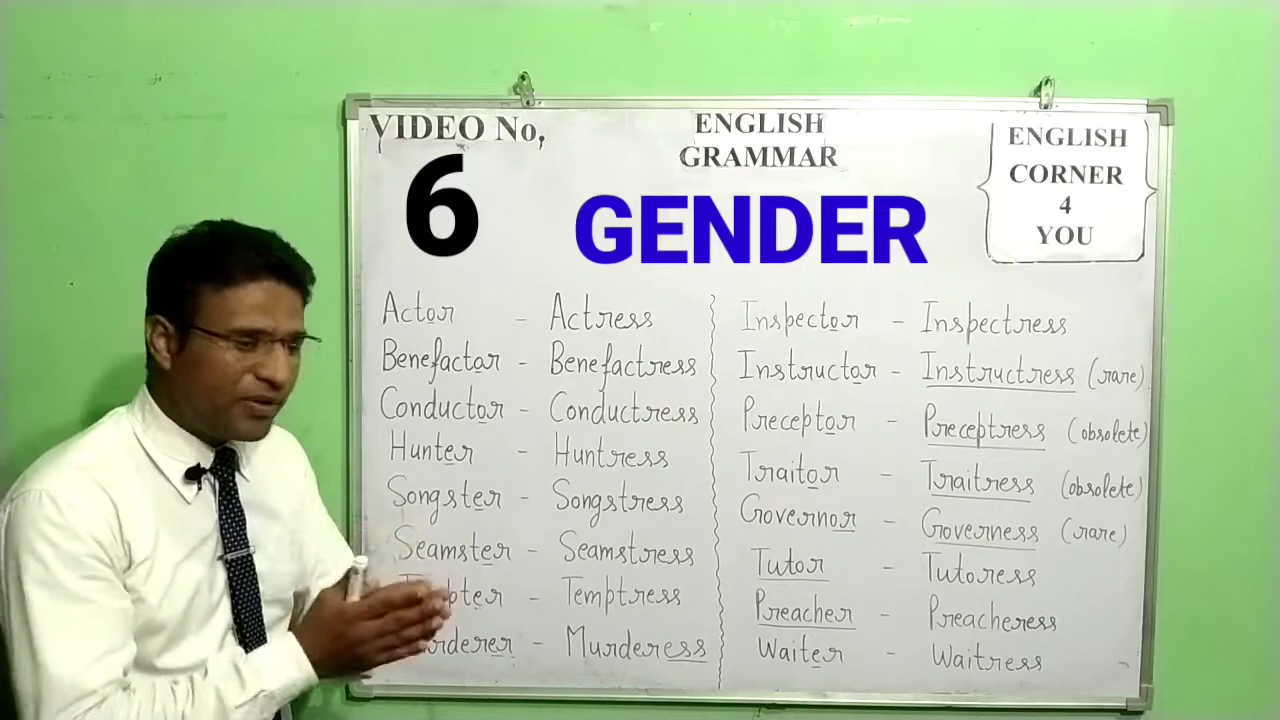 VIDEO No,
6
ENGLISH
GRAMMAR
GENDER
ENGLISH
CORNER
4
YOU
Actor - Actress
Benefactor - Benefactress
Conductor - Conductress
Hunter - Huntress
Songster - Songstress
Seamster - Seamstress
- Temptress
- Murderess
Inspector - Inspectress
Instructor - Instructress (rare)
Preceptor - Preceptress (obsolete)
Traitor - Traitress (obsolete)
Governor - Governess (rare)
Tutor - Tutoress
Preacher - Preacheress
Waiter - Waitress